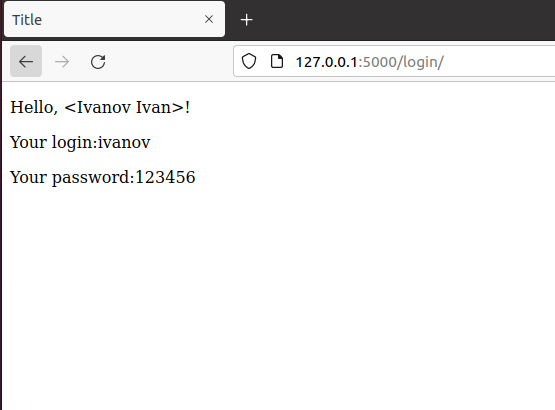 Title
127.0.0.1:5000/login/
Hello, <Ivanov Ivan>!
Your login:ivanov
Your password:123456